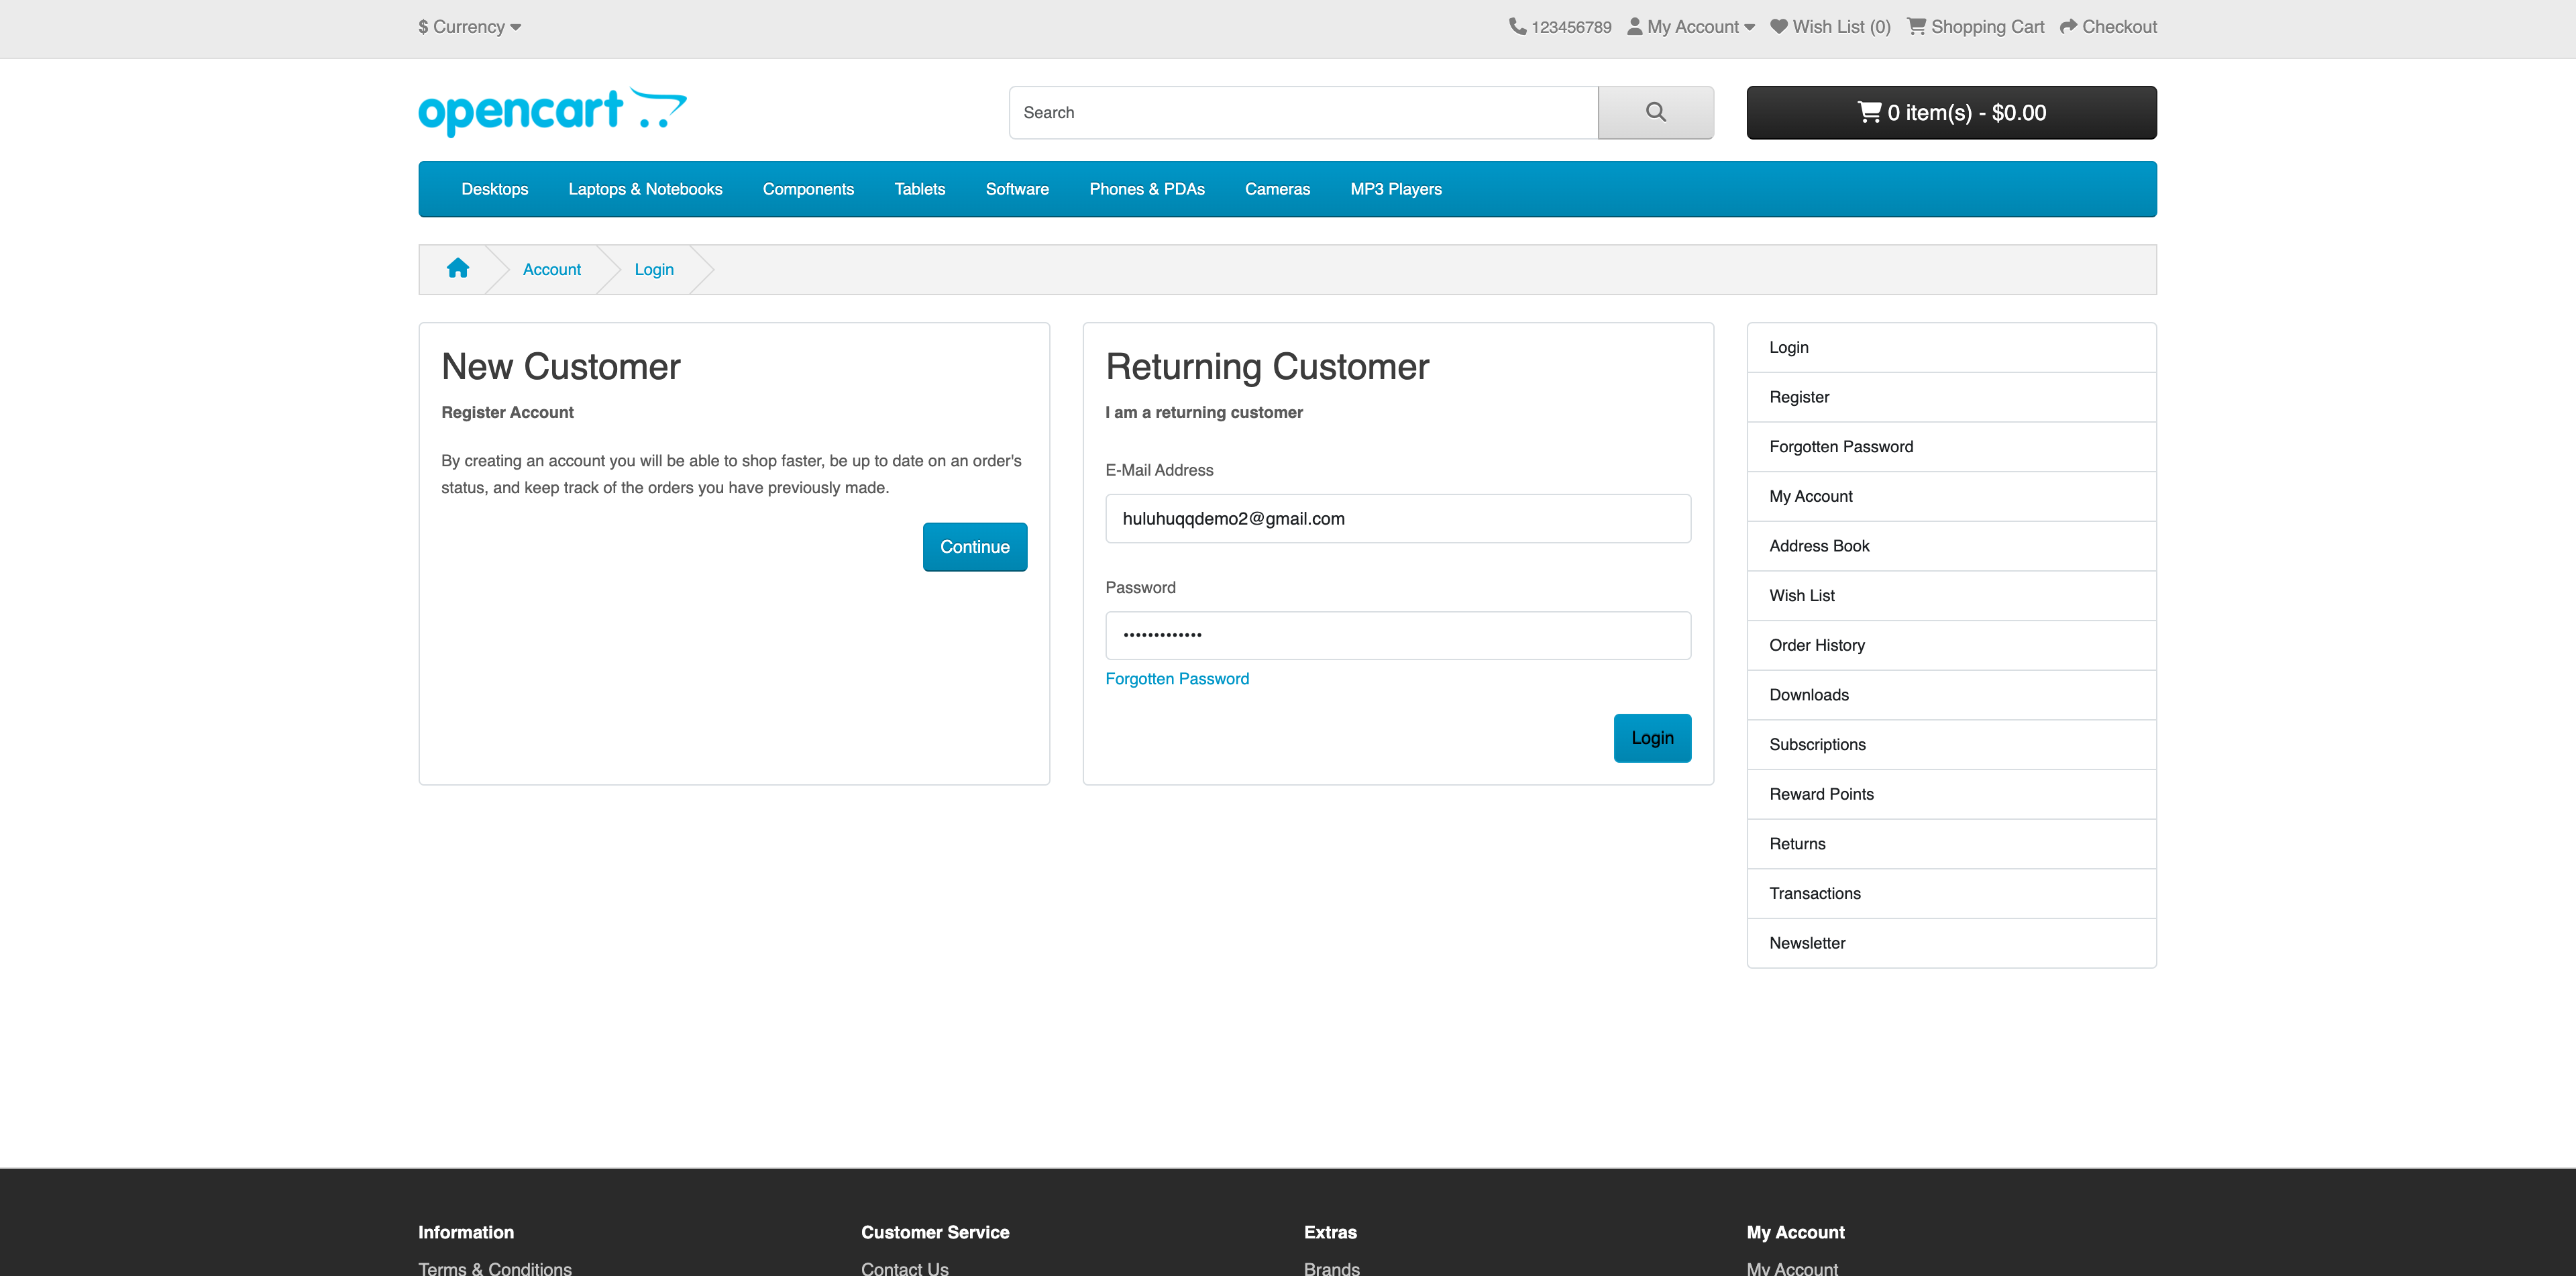 $ Currency
123456789 My Account Wish List (0) Shopping Cart Checkout
opencart
Search
0 item(s) - $0.00
Desktops Laptops & Notebooks Components Tablets Software Phones & PDAs Cameras MP3 Players
Account Login
New Customer
Register Account
By creating an account you will be able to shop faster, be up to date on an order's
status, and keep track of the orders you have previously made.
Continue
Returning Customer
I am a returning customer
E-Mail Address
huluhuqqdemo2@gmail.com
Password
•••••••••••••
Forgotten Password
Login
Login
Register
Forgotten Password
My Account
Address Book
Wish List
Order History
Downloads
Subscriptions
Reward Points
Returns
Transactions
Newsletter
Information
Terms & Conditions
Customer Service
Contact Us
Extras
Brands
My Account
My Account